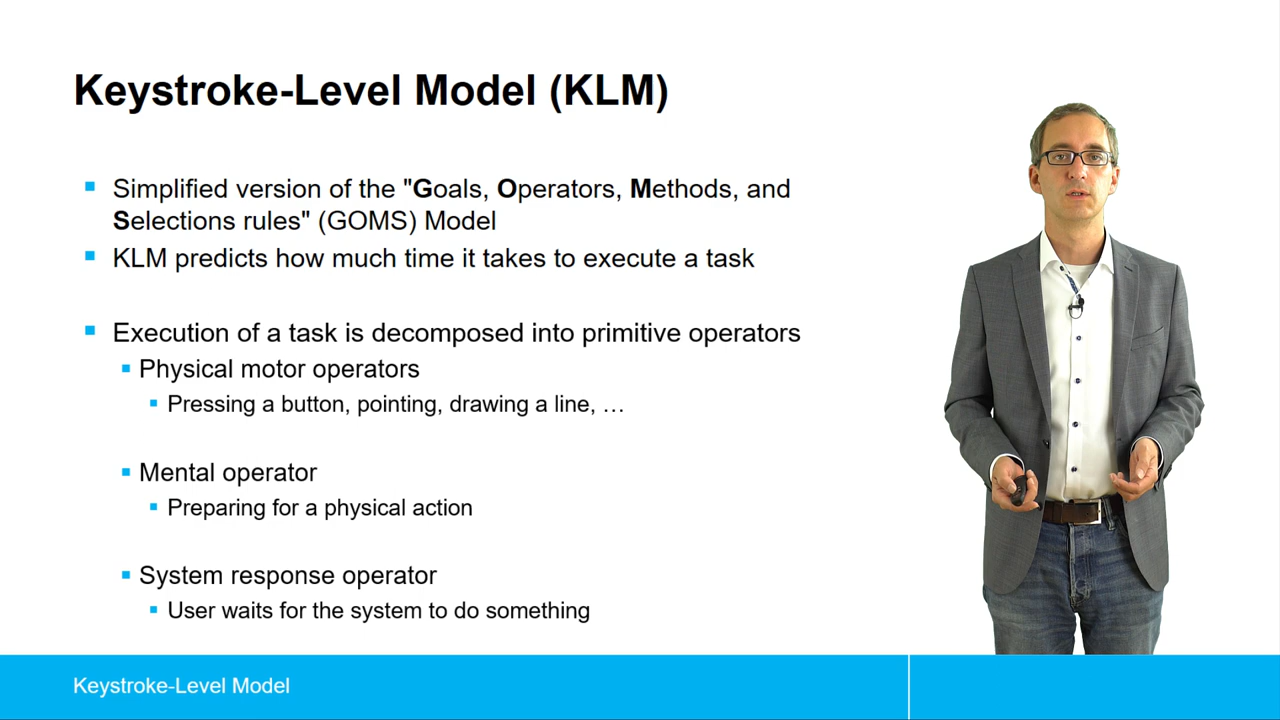 Keystroke-Level Model (KLM)
Simplified version of the "Goals, Operators, Methods, and
Selections rules" (GOMS) Model
KLM predicts how much time it takes to execute a task
Execution of a task is decomposed into primitive operators
Physical motor operators
Pressing a button, pointing, drawing a line, …
Mental operator
Preparing for a physical action
System response operator
User waits for the system to do something
Keystroke-Level Model